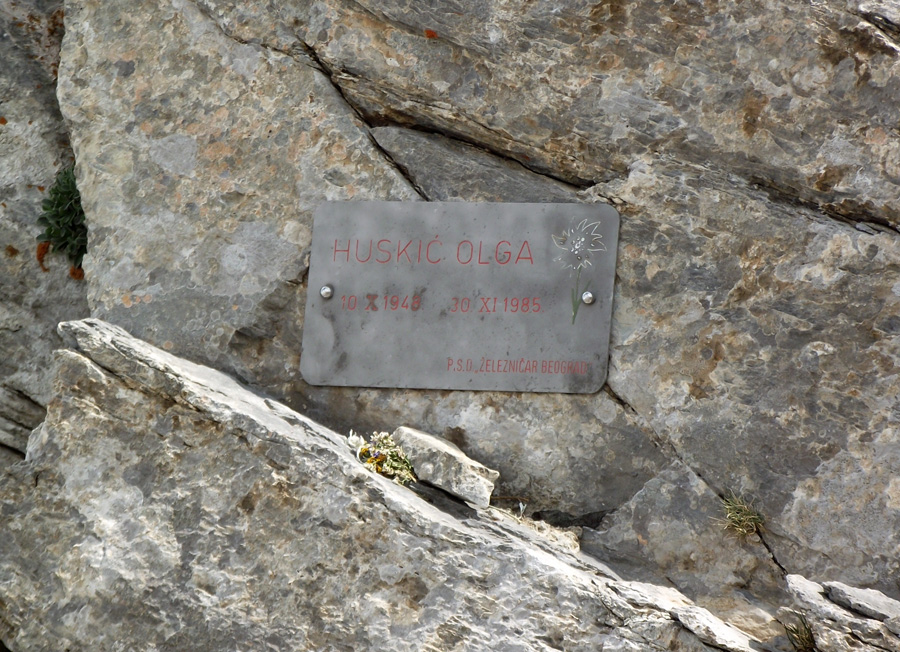 HUSKIĆ OLGA
10 X 1948 30. XI 1985.
P.S.D. „ŽELEZNIČAR BEOGRAD"